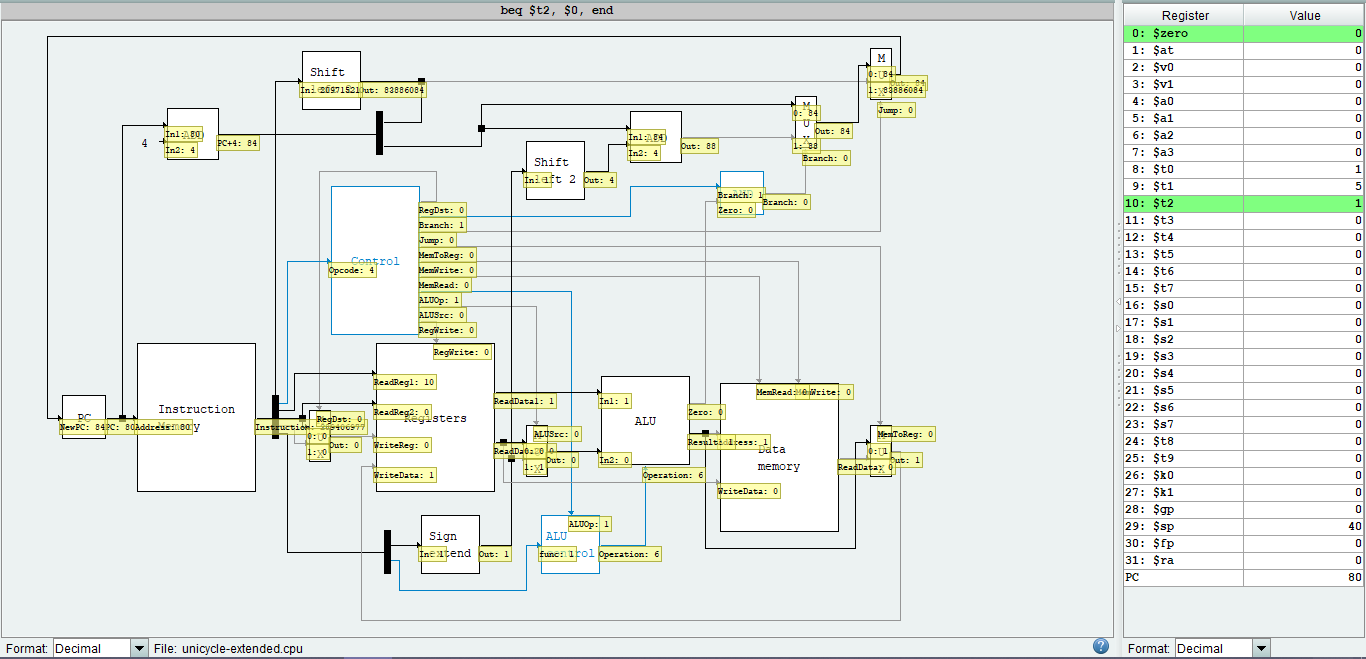 beq $t2, $0, end
Register Value
0: $zero 0
1: $at 0
2: $v0 0
3: $v1 0
4: $a0 0
5: $a1 0
6: $a2 0
7: $a3 0
8: $t0 1
9: $t1 5
10: $t2 1
11: $t3 0
12: $t4 0
13: $t5 0
14: $t6 0
15: $t7 0
16: $s0 0
17: $s1 0
18: $s2 0
19: $s3 0
20: $s4 0
21: $s5 0
22: $s6 0
23: $s7 0
24: $t8 0
25: $t9 0
26: $k0 0
27: $k1 0
28: $gp 0
29: $sp 40
30: $fp 0
31: $ra 0
PC 80
M
0: 84
Out: 84
1: 83886084
Jump: 0
Shift
In: 20971521
Out: 83886084
4
In1: 80
In2: 4
PC+4: 84
M
0: 84
U
Out: 84
1: 88
Branch: 0
In1: 84
In2: 4
Out: 88
Shift
left 2
In: 1
Out: 4
Branch: 1
Zero: 0
Branch: 0
Control
Opcode: 4
RegDst: 0
Branch: 1
Jump: 0
MemToReg: 0
MemWrite: 0
MemRead: 0
ALUOp: 1
ALUSrc: 0
RegWrite: 0
PC
NewPC: 84
PC: 80
Instruction
Memory
Address: 80
Instruction:
RegDst: 0
0: 0
1: 0
Out: 0
RegWrite: 0
ReadReg1: 10
ReadReg2: 0
Registers
WriteReg: 0
WriteData: 1
ReadData1: 1
ALUSrc: 0
0: 0
1: 1
Out: 0
In1: 1
ALU
In2: 0
Zero: 0
Operation: 6
MemRead:
MemWrite: 0
Address: 1
Data
memory
WriteData: 0
ReadData: 0
MemToReg: 0
0: 1
Out: 1
Sign
extend
In: 1
Out: 1
ALUOp: 1
ALU
control
func: 1
Operation: 6
Format: Decimal File: unicycle-extended.cpu ?
Format: Decimal